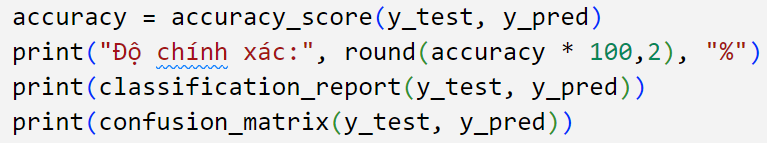 accuracy = accuracy_score(y_test, y_pred)
print("Độ chính xác:", round(accuracy * 100,2), "%")
print(classification_report(y_test, y_pred))
print(confusion_matrix(y_test, y_pred))